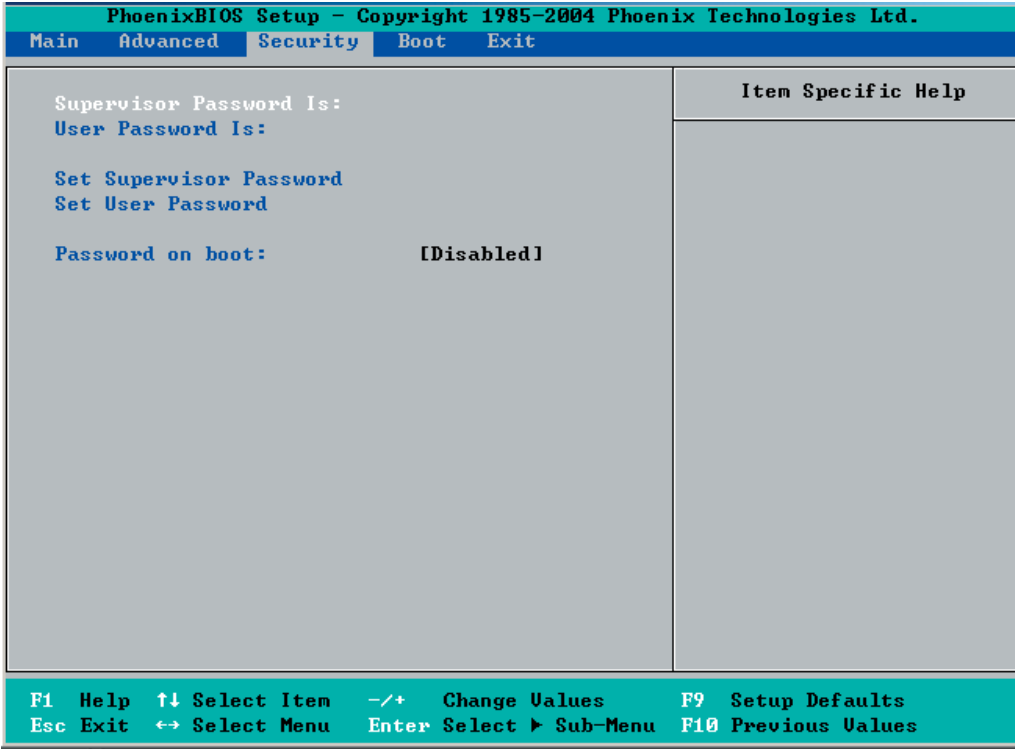 PhoenixBIOS Setup - Copyright 1985-2004 Phoenix Technologies Ltd.
Main Advanced Security Boot Exit
Item Specific Help
Supervisor Password Is:
User Password Is:
Set Supervisor Password
Set User Password
Password on boot: [Disabled]
F1 Help ↑↓ Select Item -/+ Change Values F9 Setup Defaults
Esc Exit ↔ Select Menu Enter Select ▶ Sub-Menu F10 Previous Values